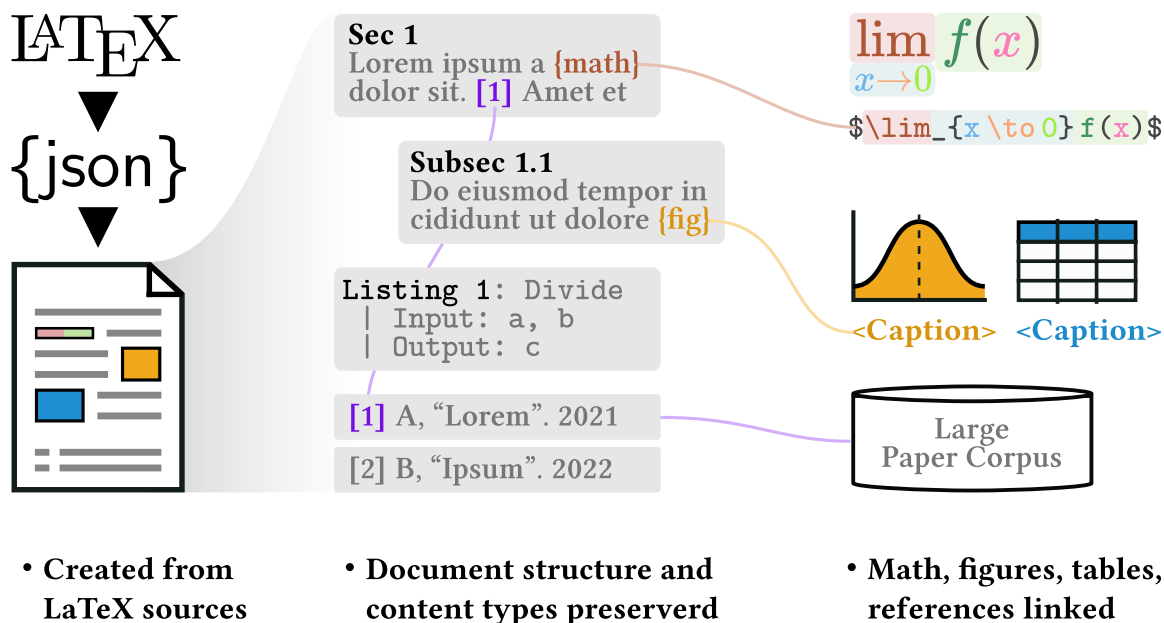 LATEX
{json}
Sec 1
Lorem ipsum a {math}
dolor sit. [1] Amet et
Subsec 1.1
Do eiusmod tempor in
cididunt ut dolore {fig}
Listing 1: Divide
| Input: a, b
| Output: c
[1] A, “Lorem”. 2021
[2] B, “Ipsum”. 2022
lim f(x)
x→0
$\lim_{x \to 0} f(x)$
<Caption> <Caption>
Large
Paper Corpus
• Created from
LaTeX sources
• Document structure and
content types preserverd
• Math, figures, tables,
references linked